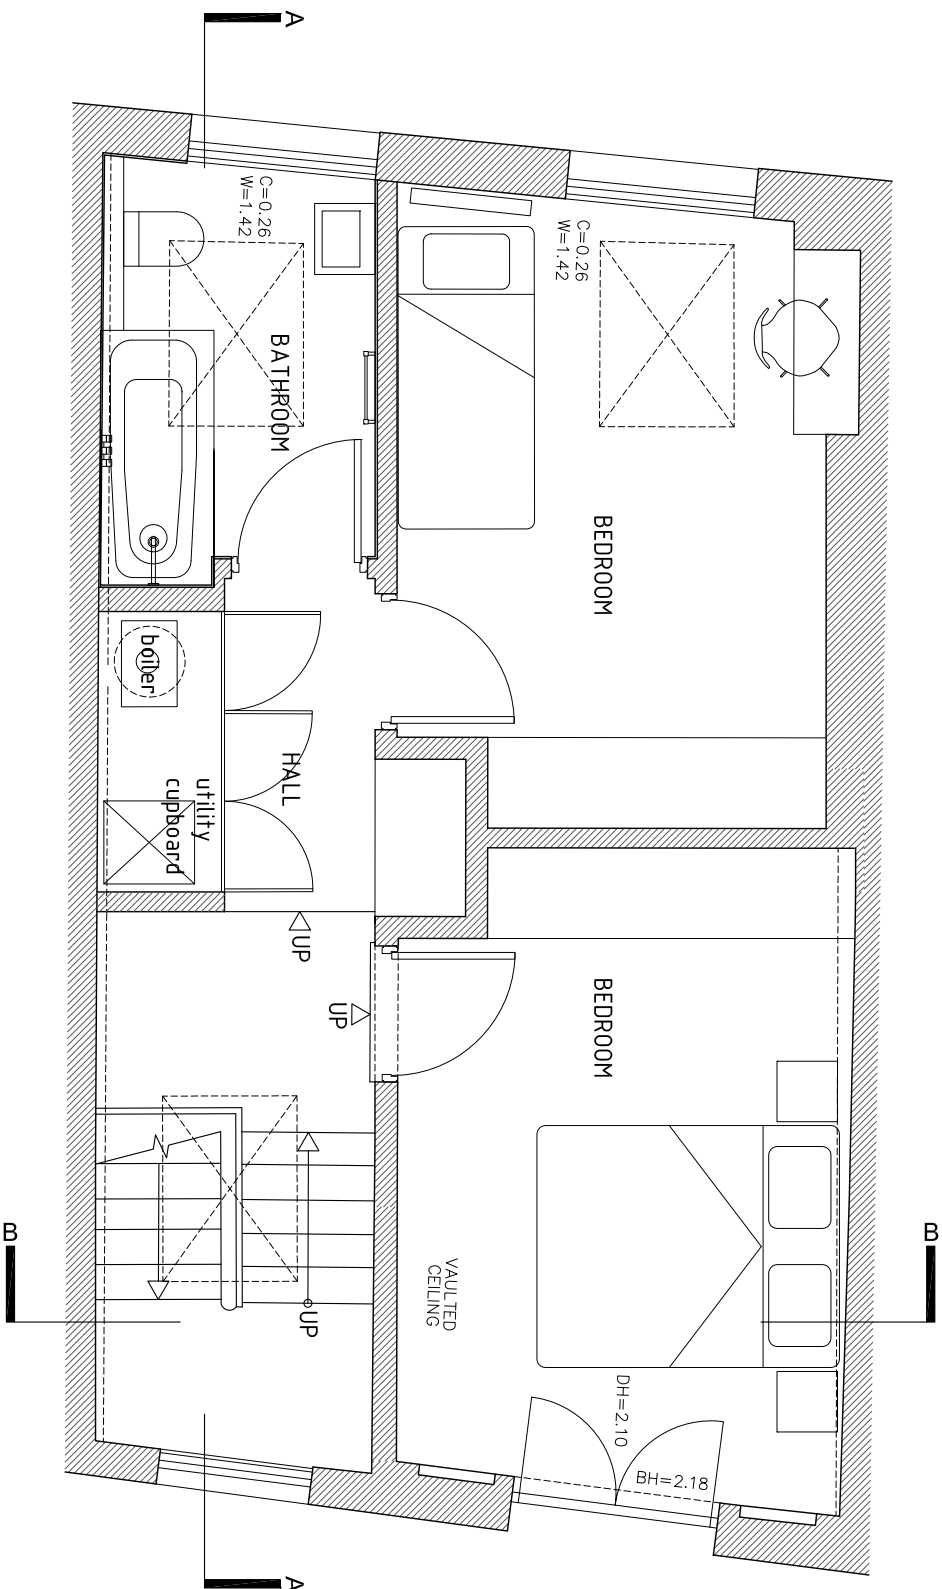 A
C=0.26
W=1.42
C=0.26
W=1.42
BATHROOM
BEDROOM
boiler
HALL
utility
cupboard
UP
UP
BEDROOM
B
B
UP
VAULTED
CEILING
DH=2.10
BH=2.18
A